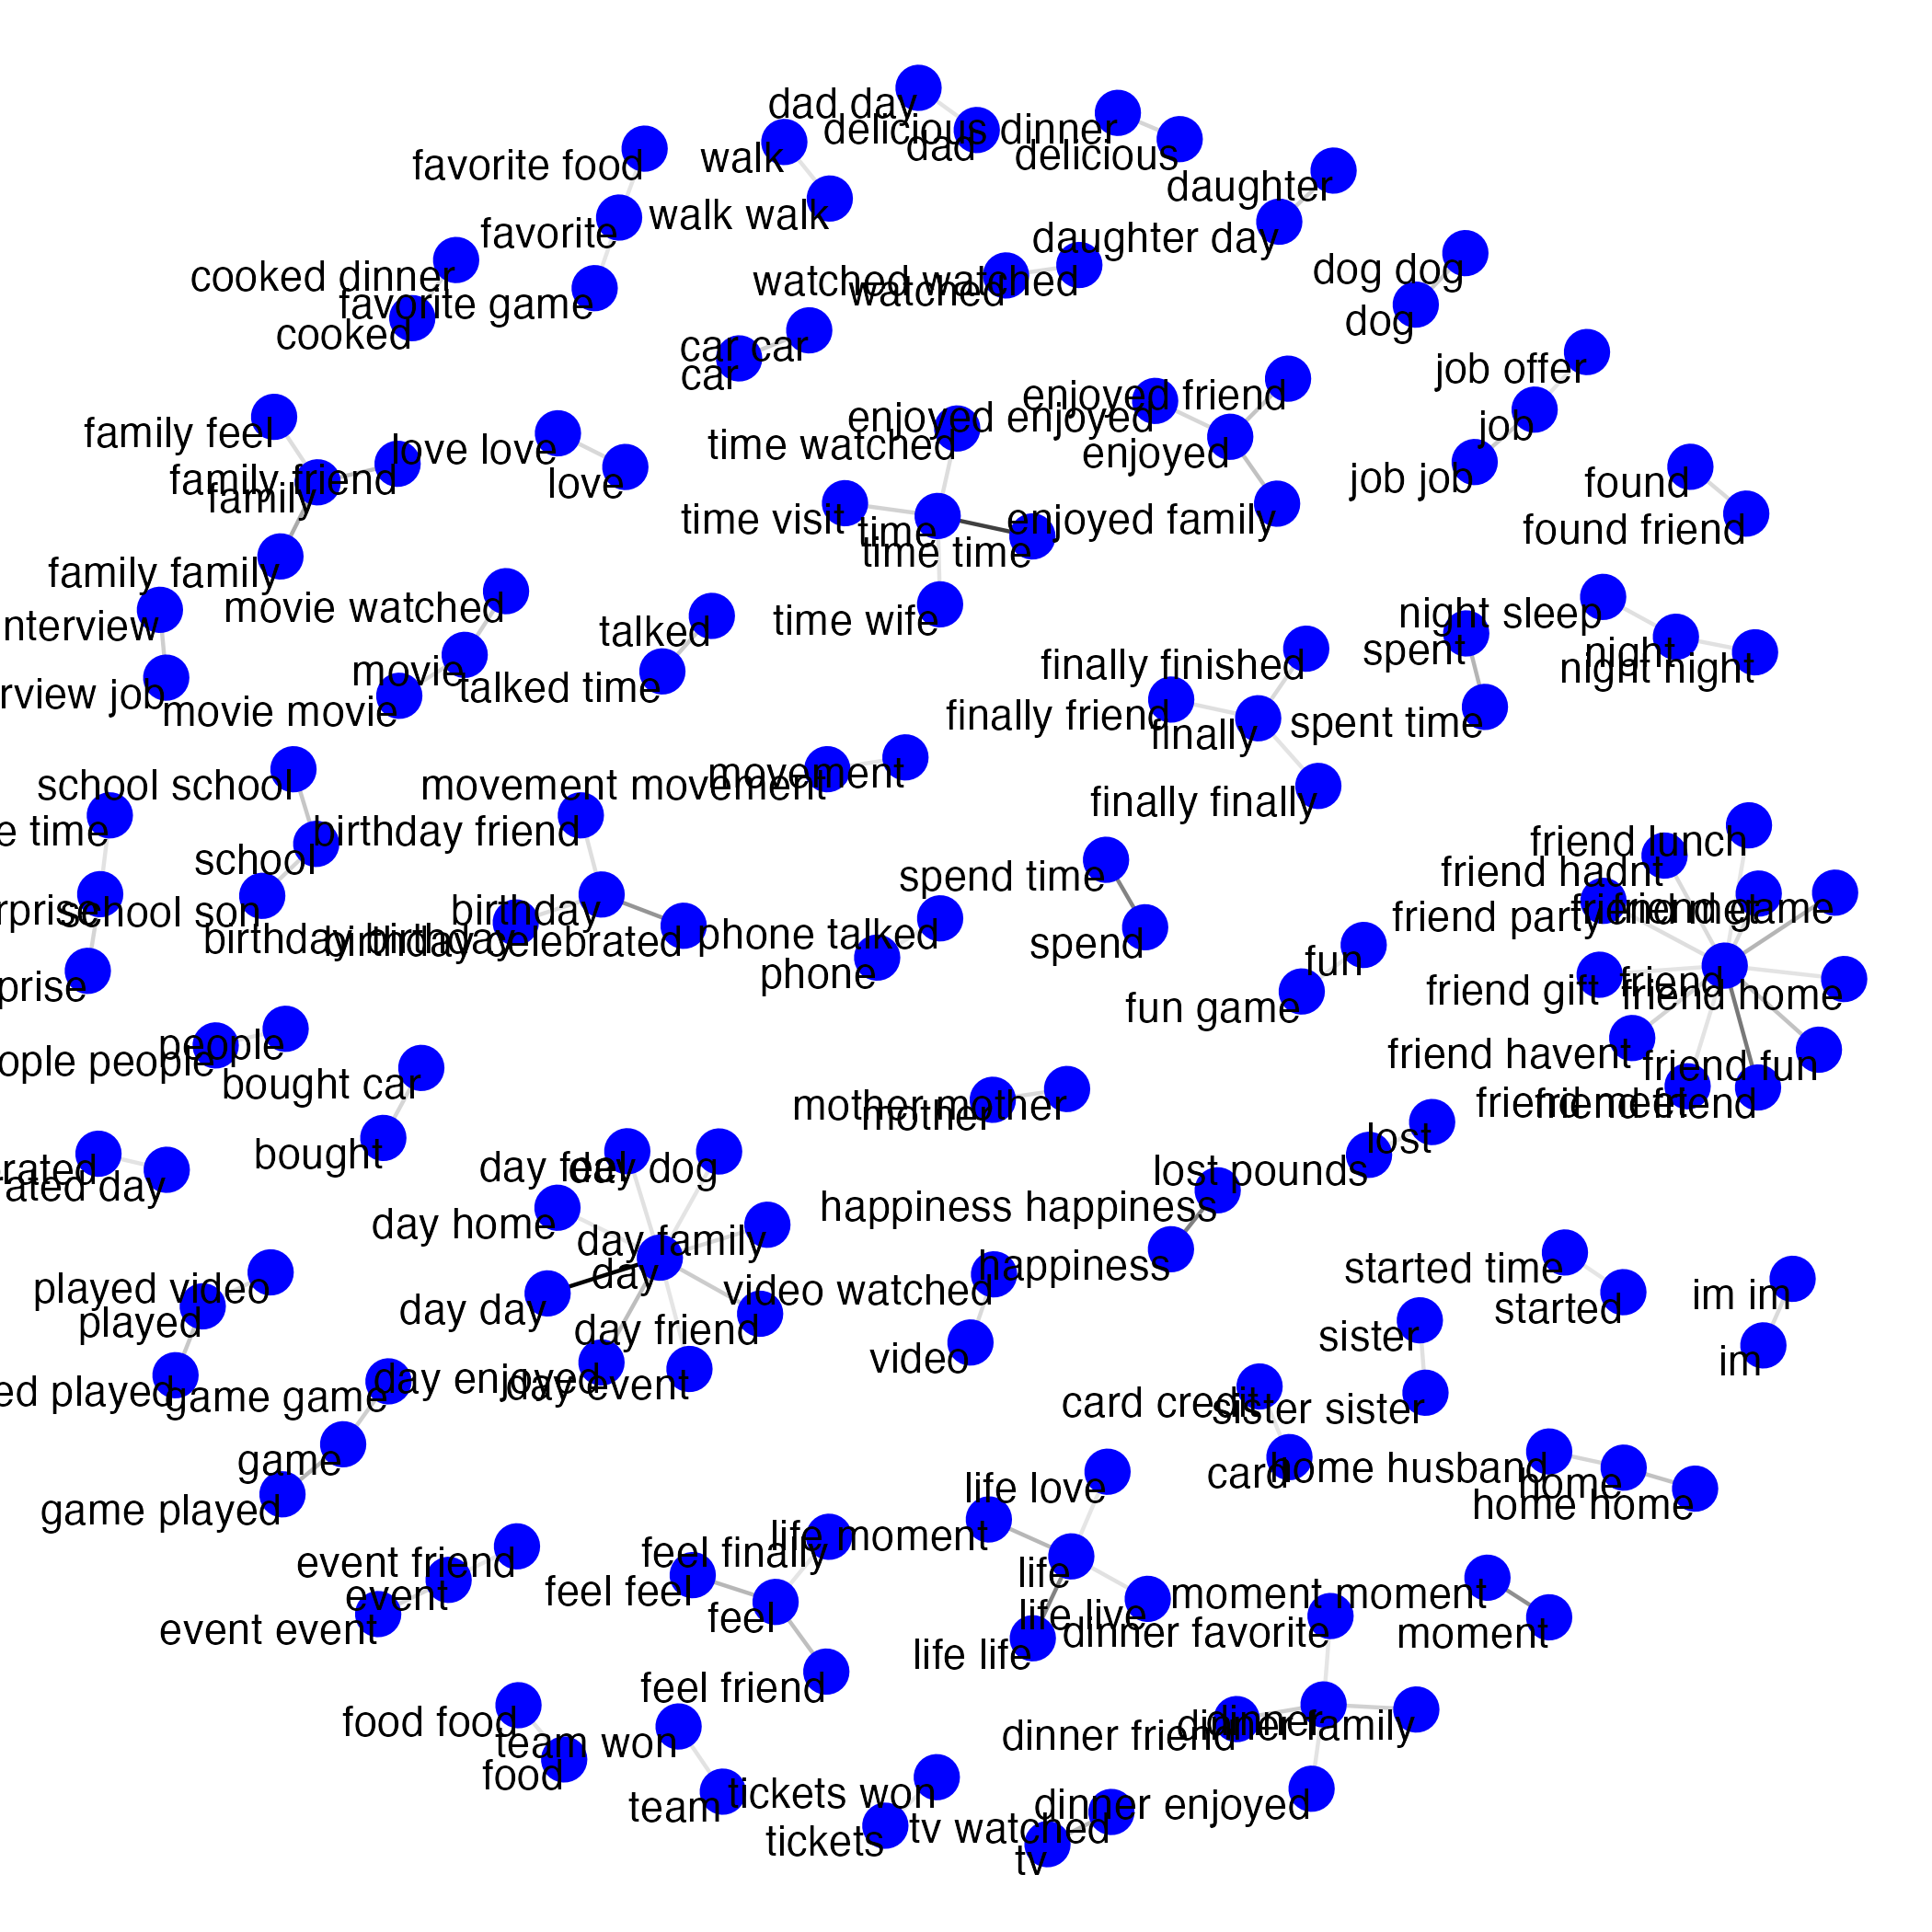 dad day
delicious dinner
dad
delicious
walk
favorite food
daughter
walk walk
favorite
daughter day
cooked dinner
dog dog
watched watched
watched
favorite game
cooked
dog
car car
car
job offer
enjoyed friend
enjoyed enjoyed
family feel
time watched
love love
enjoyed
job
family friend
family
love
job job
found
time visit
time
enjoyed family
found friend
time time
family family
movie watched
night sleep
nterview
time wife
talked
spent
night
finally finished
night night
movie
rview job
talked time
movie movie
finally friend
finally
spent time
school school
movement movement
movement
finally finally
e time
birthday friend
friend lunch
school
friend hadnt
spend time
rprise
school son
birthday
friend party
friend met
friend game
birthday birthday
birthday celebrated
phone talked
spend
fun
phone
prise
friend gift
friend
friend home
fun game
people
ople people
friend havent
friend fun
bought car
mother mother
mother
friend meet
friend friend
lost
bought
rated
rated day
day feel
day dog
lost pounds
day home
happiness happiness
day family
day
happiness
started time
played video
played
day day
video watched
im im
started
day friend
sister
video
im
ed played
game game
day enjoyed
day event
card credit
sister sister
game
life love
card
home husband
home
game played
home home
life moment
event friend
feel finally
event
feel feel
life
moment moment
feel
life live
event event
life life
dinner favorite
moment
feel friend
food food
team won
dinner friend
dinner
dinner family
food
team
tickets won
dinner enjoyed
tickets
tv watched
tv